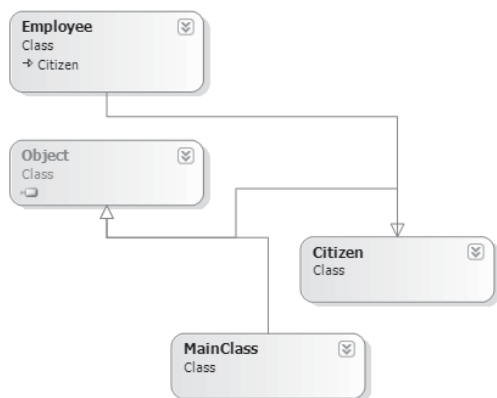 Employee
Class
Citizen
Object
Class
Citizen
Class
MainClass
Class